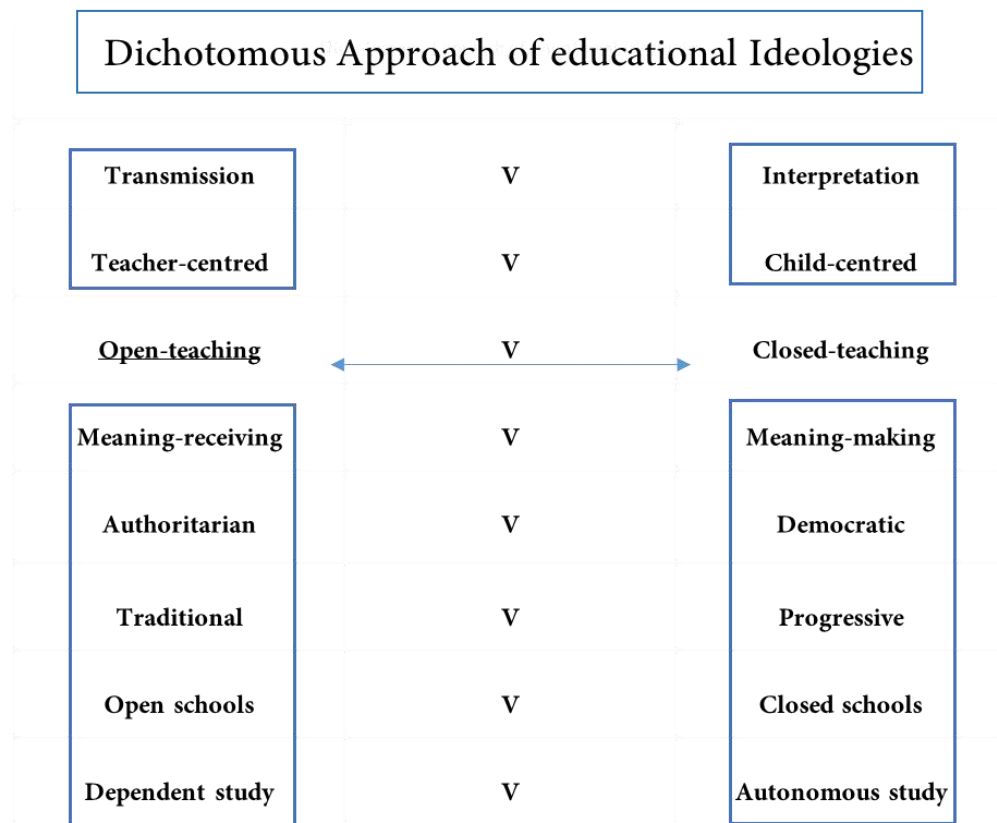 Dichotomous Approach of educational Ideologies
Transmission V Interpretation
Teacher-centred V Child-centred
Open-teaching V Closed-teaching
Meaning-receiving V Meaning-making
Authoritarian V Democratic
Traditional V Progressive
Open schools V Closed schools
Dependent study V Autonomous study